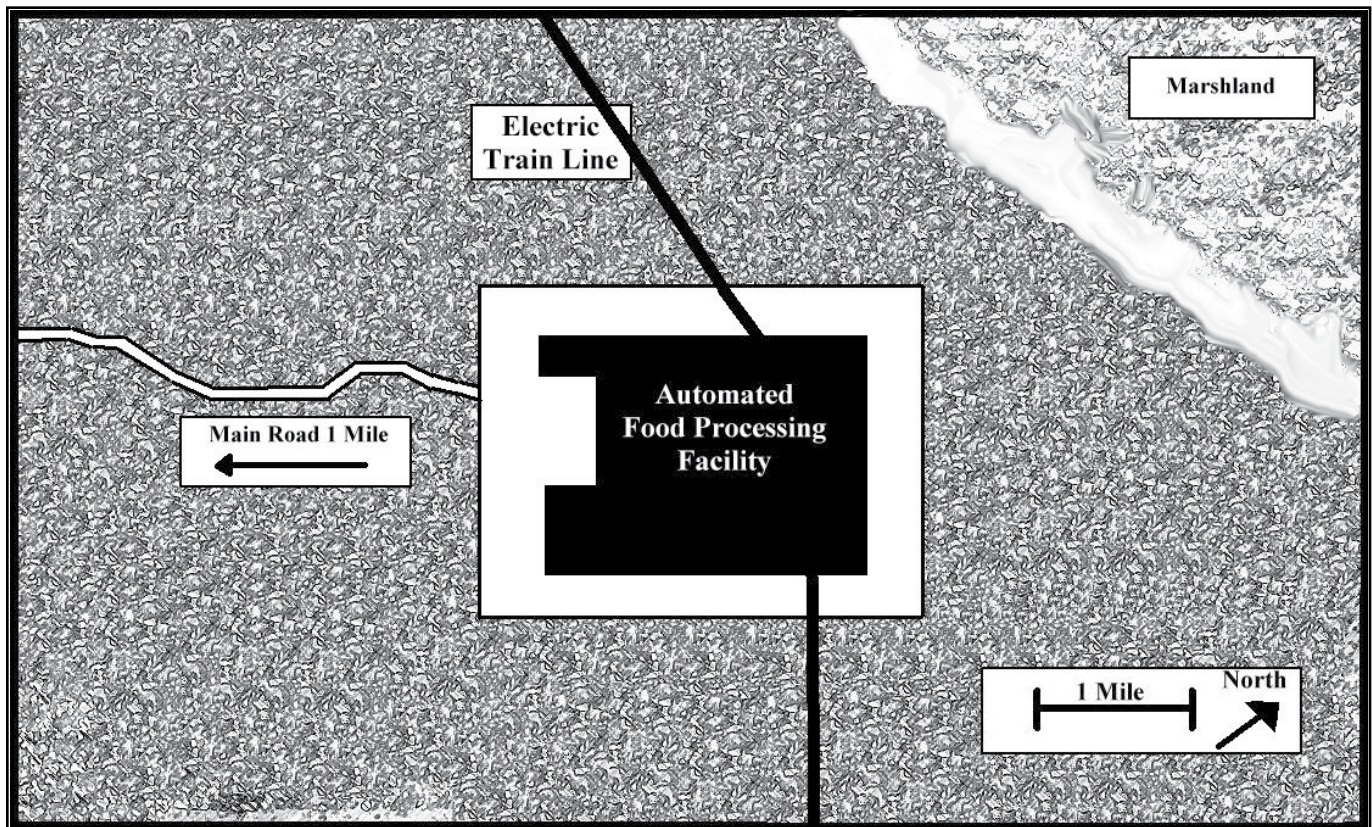 Marshland
Electric
Train Line
Automated
Food Processing
Facility
Main Road 1 Mile
1 Mile
North